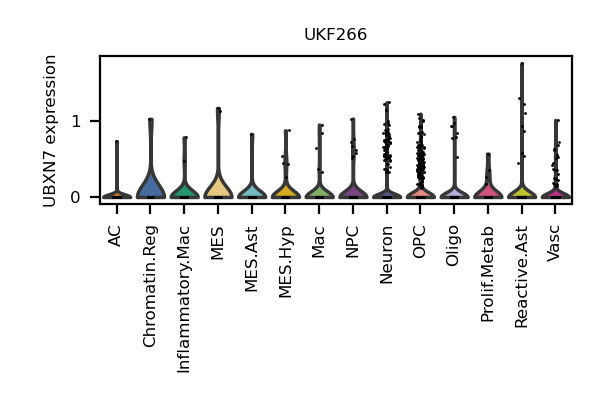 UKF266
UBXN7 expression
1
0
AC
Chromatin.Reg
Inflammatory.Mac
MES
MES.Ast
MES.Hyp
Mac
NPC
Neuron
OPC
Oligo
Prolif.Metab
Reactive.Ast
Vasc